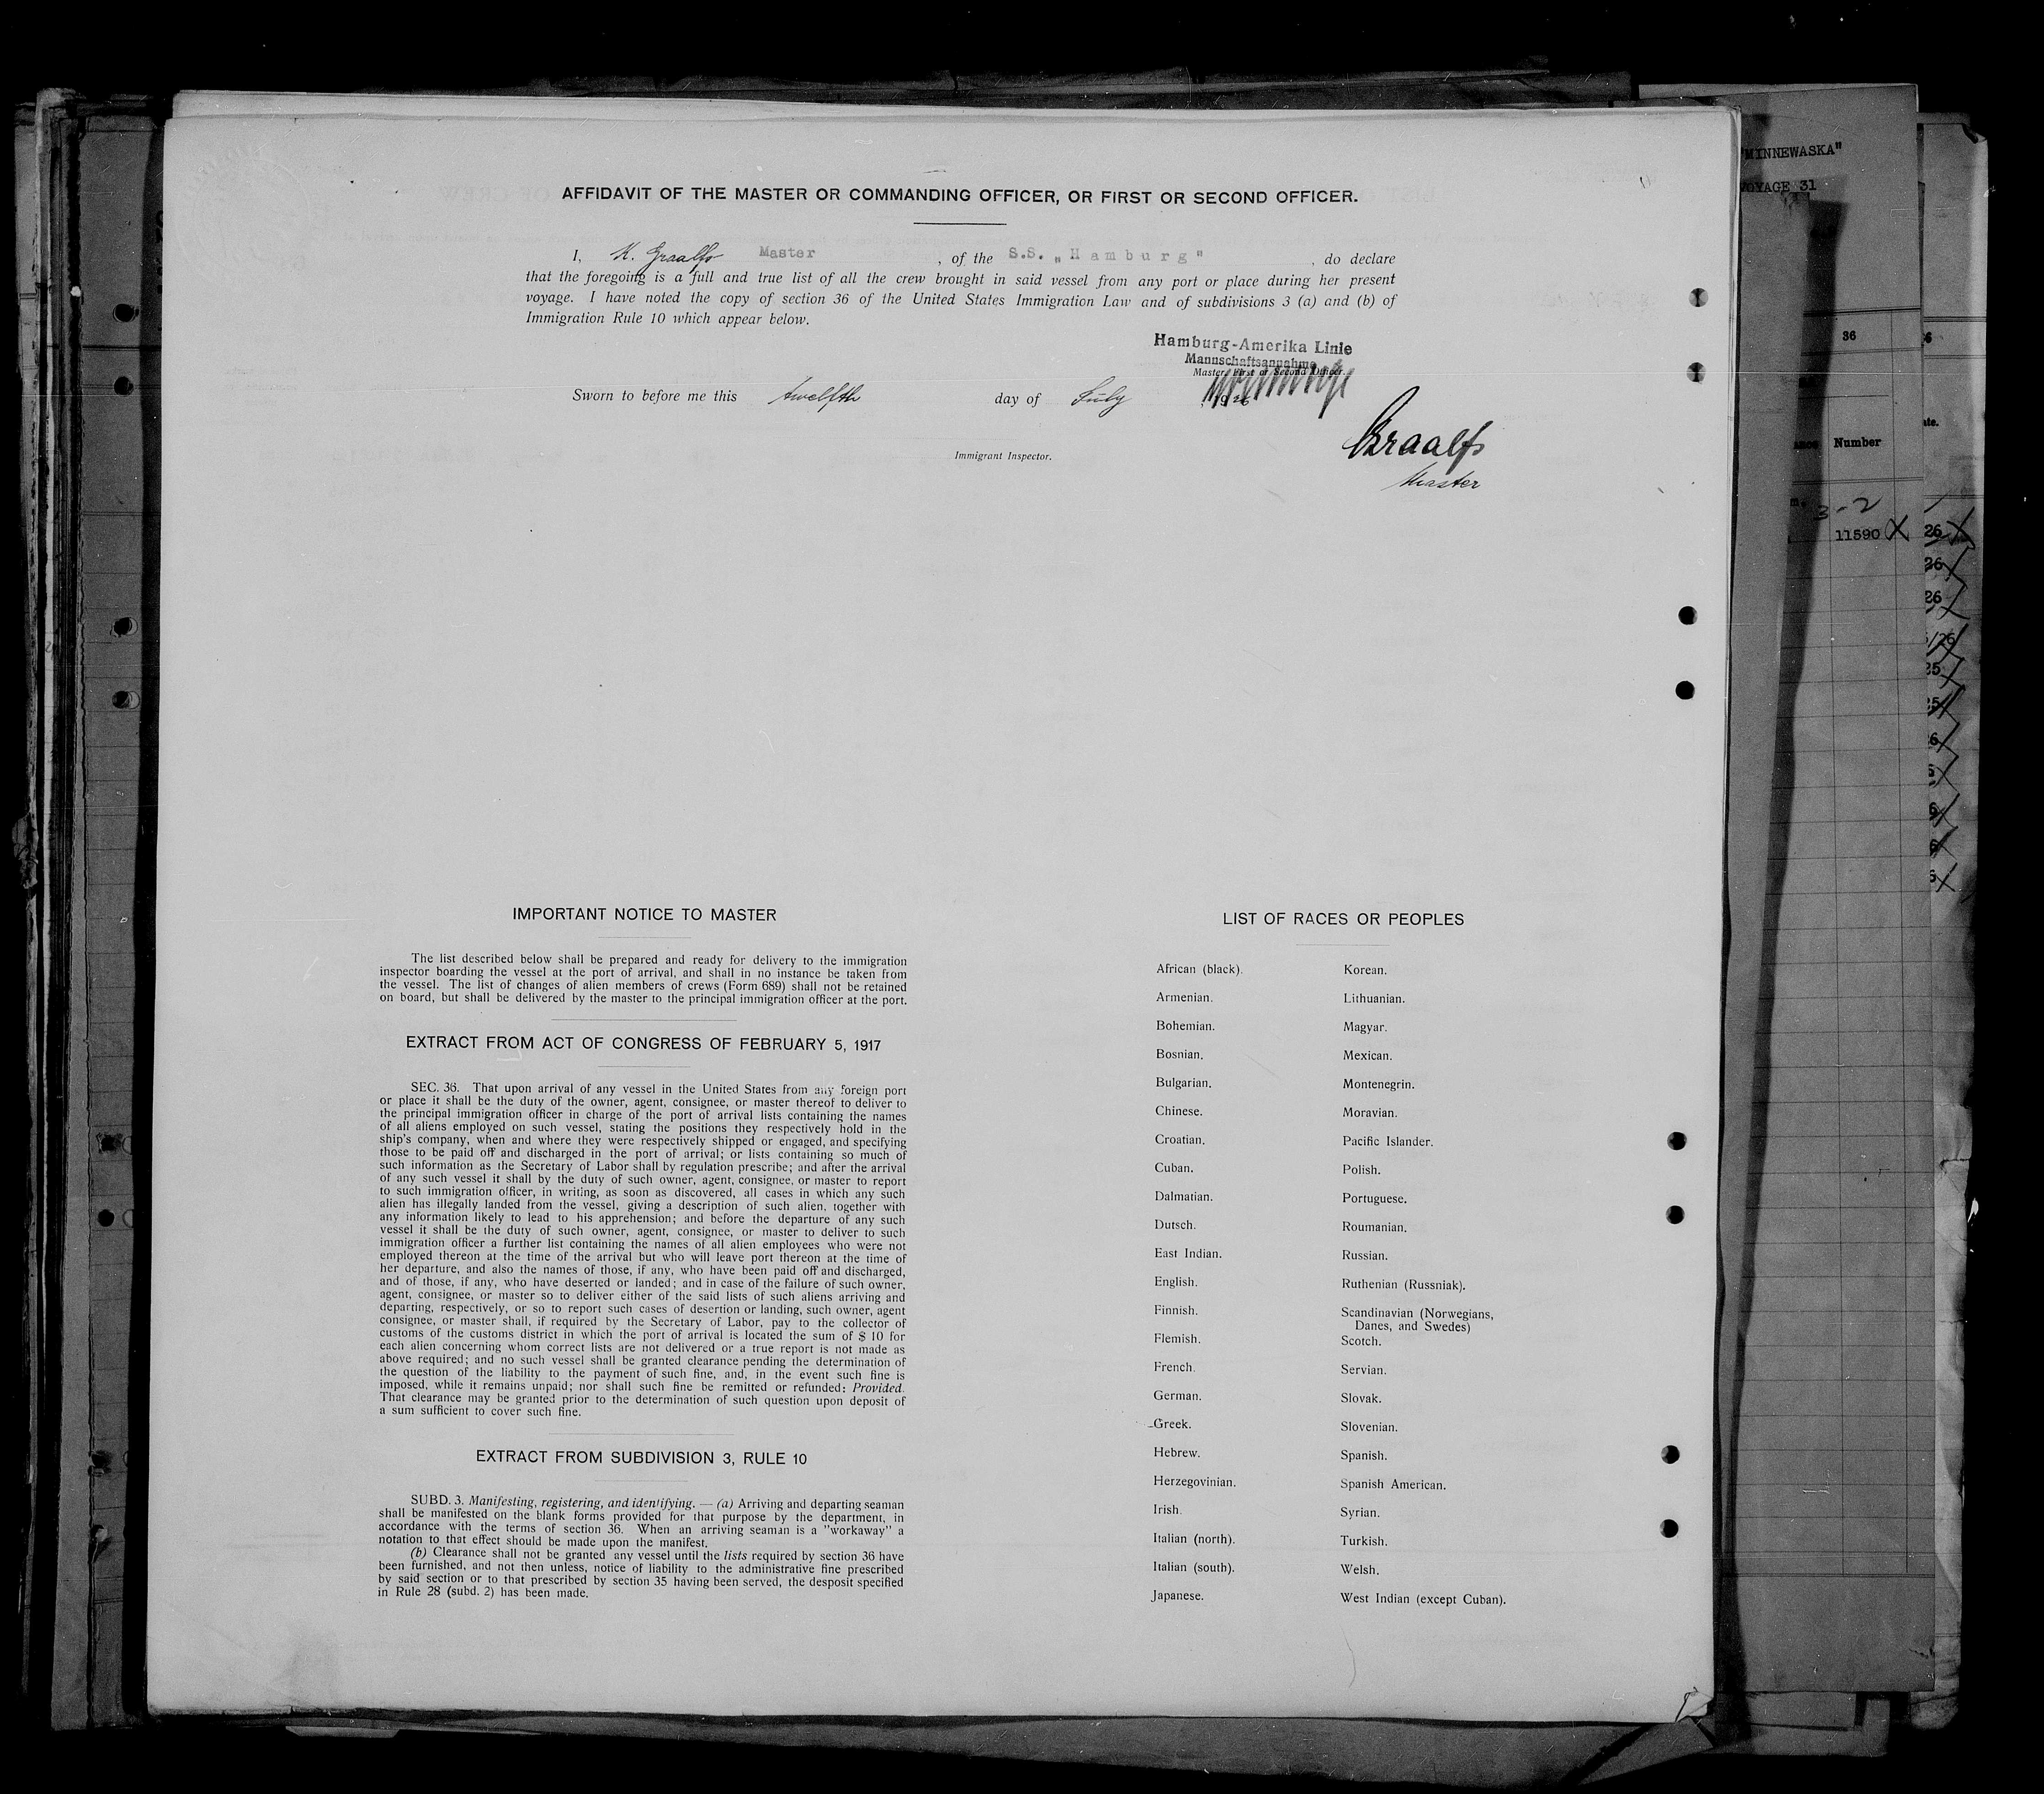 AFFIDAVIT OF THE MASTER OR COMMANDING OFFICER, OR FIRST OR SECOND OFFICER.
I, K. Graalfs Master, of the S.S. „Hamburg", do declare
that the foregoing is a full and true list of all the crew brought in said vessel from any port or place during her present
voyage. I have noted the copy of section 36 of the United States Immigration Law and of subdivisions 3 (a) and (b) of
Immigration Rule 10 which appear below.
Hamburg-Amerika Linie
Mannschaftsannahme
Master, First or Second Officer.
Sworn to before me this twelfth day of July, 1926
Graalfs
Master
Immigrant Inspector.
IMPORTANT NOTICE TO MASTER
The list described below shall be prepared and ready for delivery to the immigration
inspector boarding the vessel at the port of arrival, and shall in no instance be taken from
the vessel. The list of changes of alien members of crews (Form 689) shall not be retained
on board, but shall be delivered by the master to the principal immigration officer at the port.
EXTRACT FROM ACT OF CONGRESS OF FEBRUARY 5, 1917
SEC. 36. That upon arrival of any vessel in the United States from any foreign port
or place it shall be the duty of the owner, agent, consignee, or master thereof to deliver to
the principal immigration officer in charge of the port of arrival lists containing the names
of all aliens employed on such vessel, stating the positions they respectively hold in the
ship's company, when and where they were respectively shipped or engaged, and specifying
those to be paid off and discharged in the port of arrival; or lists containing so much of
such information as the Secretary of Labor shall by regulation prescribe; and after the arrival
of any such vessel it shall by the duty of such owner, agent, consignee, or master to report
to such immigration officer, in writing, as soon as discovered, all cases in which any such
alien has illegally landed from the vessel, giving a description of such alien, together with
any information likely to lead to his apprehension; and before the departure of any such
vessel it shall be the duty of such owner, agent, consignee, or master to deliver to such
immigration officer a further list containing the names of all alien employees who were not
employed thereon at the time of the arrival but who will leave port thereon at the time of
her departure, and also the names of those, if any, who have been paid off and discharged,
and of those, if any, who have deserted or landed; and in case of the failure of such owner,
agent, consignee, or master so to deliver either of the said lists of such aliens arriving and
departing, respectively, or so to report such cases of desertion or landing, such owner, agent
consignee, or master shall, if required by the Secretary of Labor, pay to the collector of
customs of the customs district in which the port of arrival is located the sum of $ 10 for
each alien concerning whom correct lists are not delivered or a true report is not made as
above required; and no such vessel shall be granted clearance pending the determination of
the question of the liability to the payment of such fine, and, in the event such fine is
imposed, while it remains unpaid; nor shall such fine be remitted or refunded: Provided.
That clearance may be granted prior to the determination of such question upon deposit of
a sum sufficient to cover such fine.
EXTRACT FROM SUBDIVISION 3, RULE 10
SUBD. 3. Manifesting, registering, and identifying. — (a) Arriving and departing seaman
shall be manifested on the blank forms provided for that purpose by the department, in
accordance with the terms of section 36. When an arriving seaman is a "workaway" a
notation to that effect should be made upon the manifest.
(b) Clearance shall not be granted any vessel until the lists required by section 36 have
been furnished, and not then unless, notice of liability to the administrative fine prescribed
by said section or to that prescribed by section 35 having been served, the desposit specified
in Rule 28 (subd. 2) has been made.
LIST OF RACES OR PEOPLES
African (black).
Armenian.
Bohemian.
Bosnian.
Bulgarian.
Chinese.
Croatian.
Cuban.
Dalmatian.
Dutsch.
East Indian.
English.
Finnish.
Flemish.
French.
German.
Greek.
Hebrew.
Herzegovinian.
Irish.
Italian (north).
Italian (south).
Japanese.
Korean.
Lithuanian.
Magyar.
Mexican.
Montenegrin.
Moravian.
Pacific Islander.
Polish.
Portuguese.
Roumanian.
Russian.
Ruthenian (Russniak).
Scandinavian (Norwegians,
Danes, and Swedes)
Scotch.
Servian.
Slovak.
Slovenian.
Spanish.
Spanish American.
Syrian.
Turkish.
Welsh.
West Indian (except Cuban).
"MINNEWASKA"
VOYAGE 31
36
Number
3-2
11590 X
26
26
26